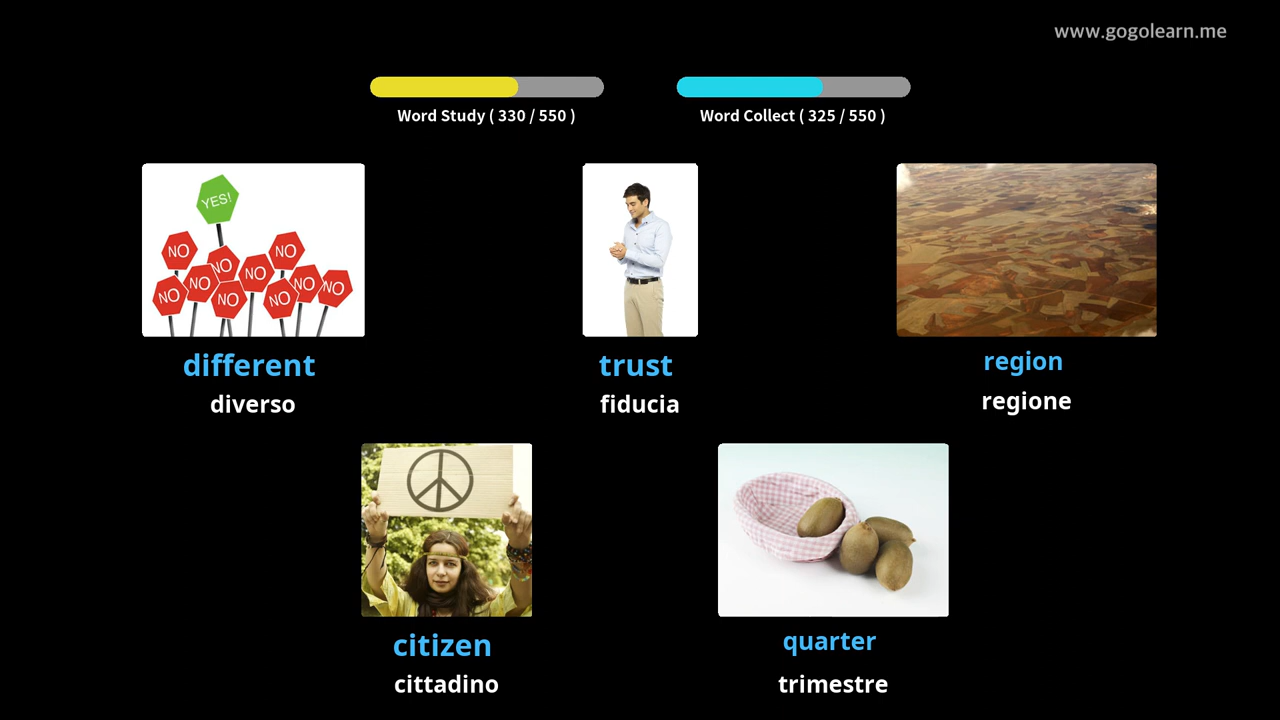 www.gogolearn.me
Word Study ( 330 / 550 )
Word Collect ( 325 / 550 )
YES!
NO
NO
NO
NO
NO
NO
NO
NO
NO
NO
different
diverso
trust
fiducia
region
regione
citizen
cittadino
quarter
trimestre